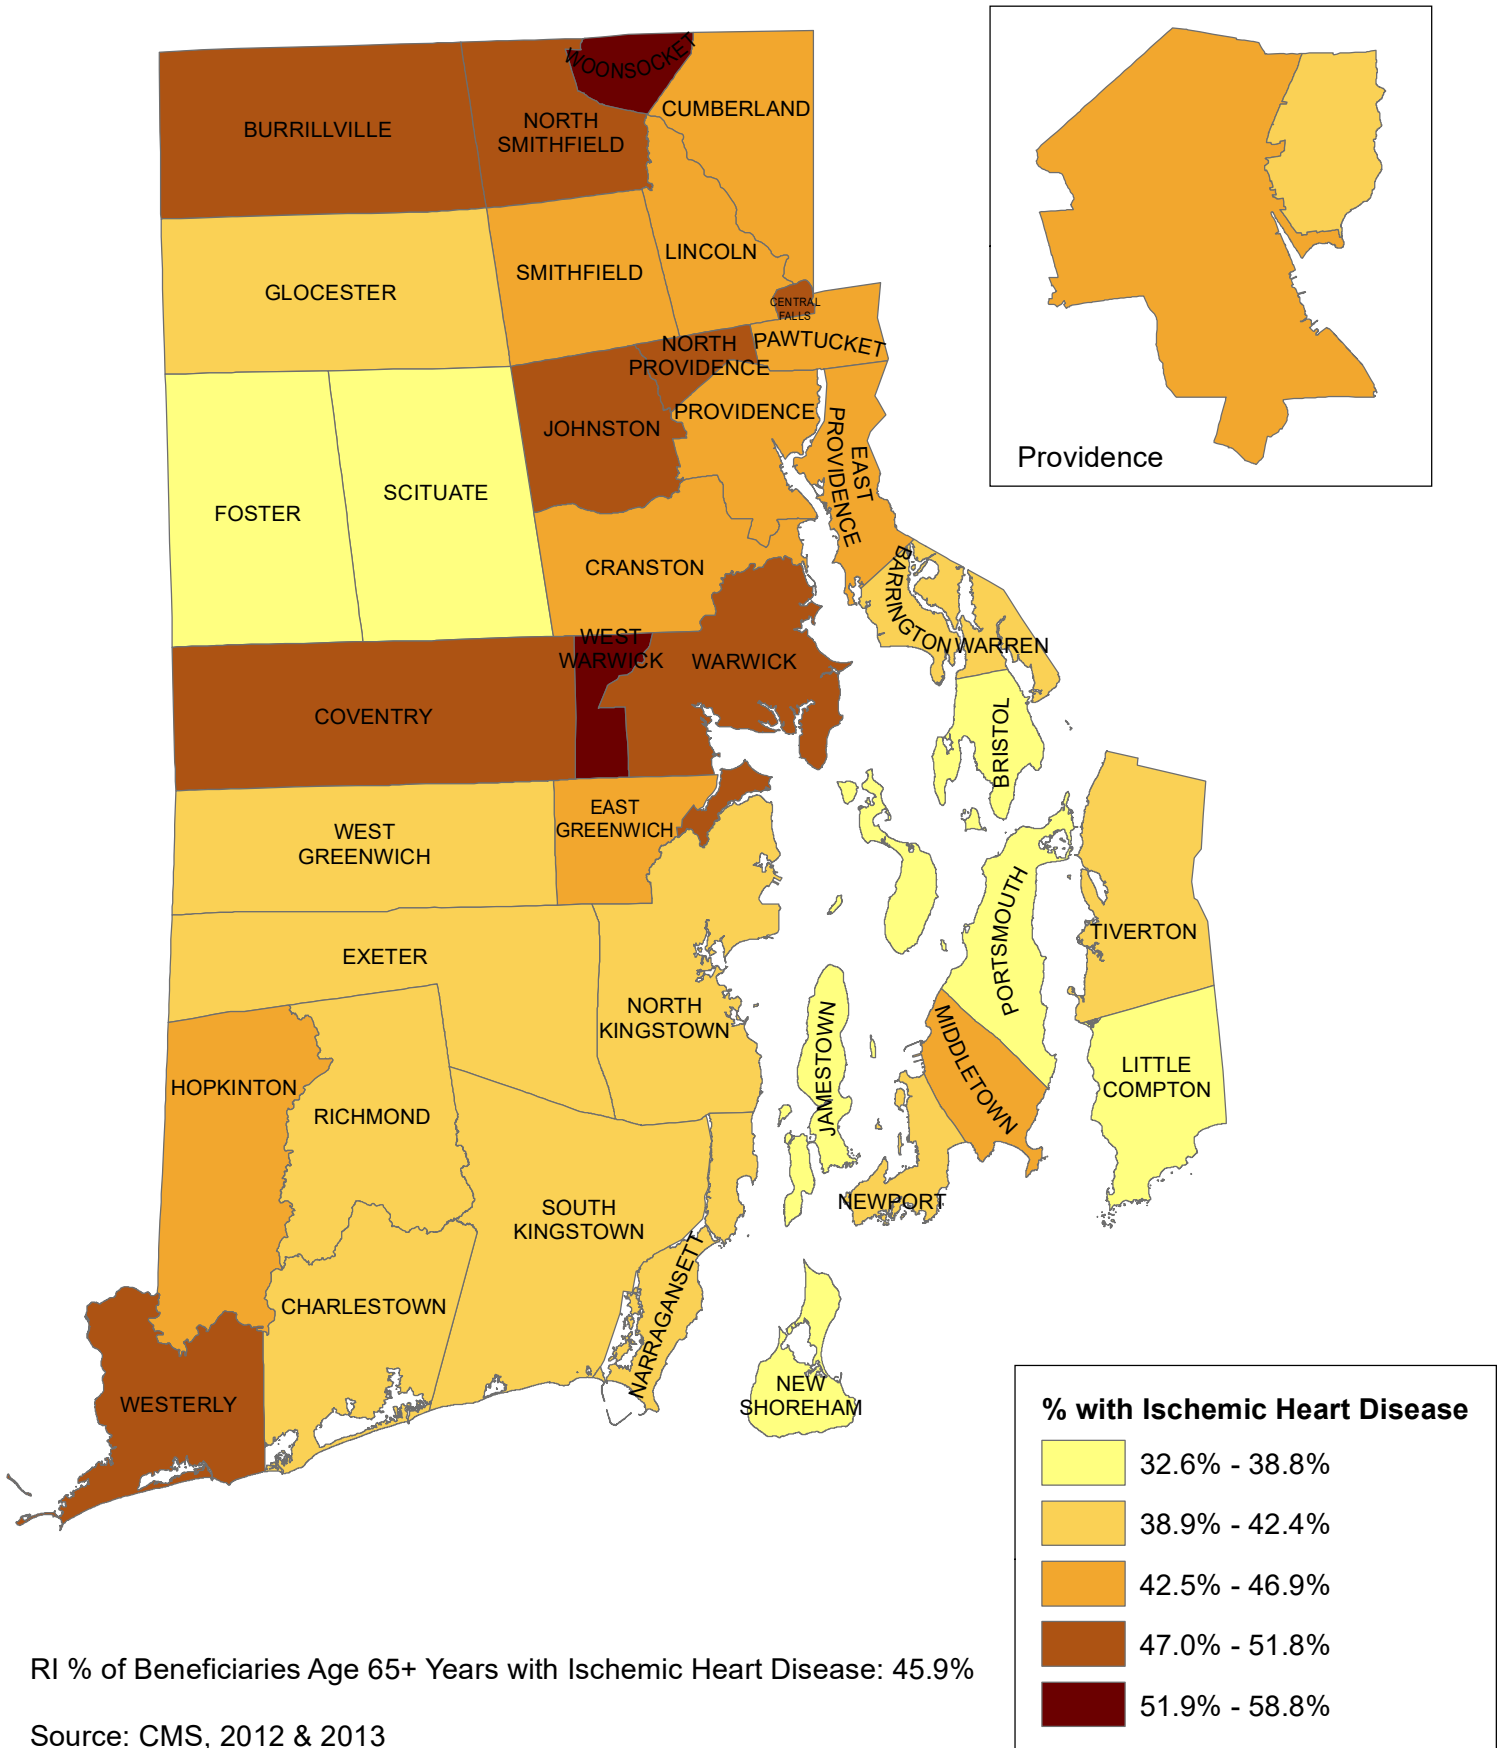 WOONSOCKET
CUMBERLAND
BURRILLVILLE
NORTH
SMITHFIELD
LINCOLN
SMITHFIELD
GLOCESTER
CENTRAL
FALLS
NORTH
PROVIDENCE
PAWTUCKET
PROVIDENCE
JOHNSTON
EAST
PROVIDENCE
SCITUATE
FOSTER
CRANSTON
BARRINGTON
WARREN
WEST
WARWICK
WARWICK
COVENTRY
BRISTOL
EAST
GREENWICH
WEST
GREENWICH
PORTSMOUTH
TIVERTON
EXETER
NORTH
KINGSTOWN
JAMESTOWN
MIDDLETOWN
LITTLE
COMPTON
HOPKINTON
RICHMOND
NEWPORT
SOUTH
KINGSTOWN
NARRAGANSETT
CHARLESTOWN
WESTERLY
NEW
SHOREHAM
Providence
% with Ischemic Heart Disease
32.6% - 38.8%
38.9% - 42.4%
42.5% - 46.9%
47.0% - 51.8%
51.9% - 58.8%
RI % of Beneficiaries Age 65+ Years with Ischemic Heart Disease: 45.9%
Source: CMS, 2012 & 2013